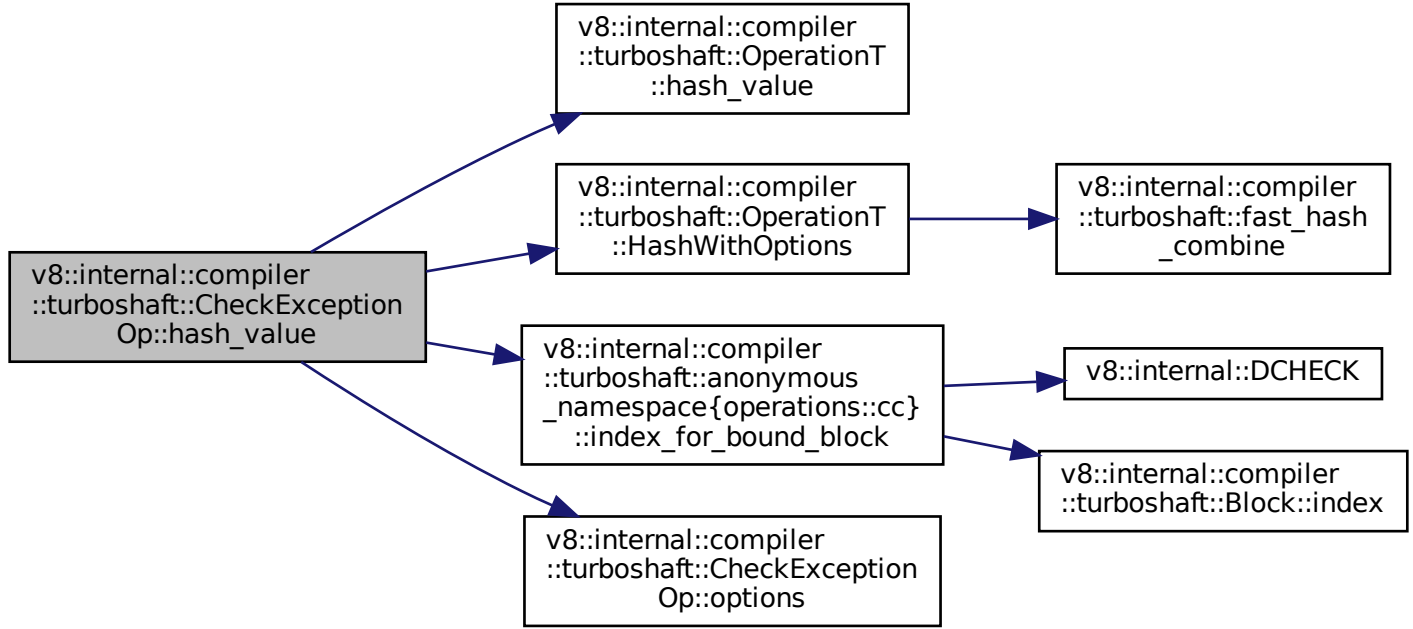 v8::internal::compiler
::turboshaft::OperationT
::hash_value
v8::internal::compiler
::turboshaft::OperationT
::HashWithOptions
v8::internal::compiler
::turboshaft::fast_hash
_combine
v8::internal::compiler
::turboshaft::CheckException
Op::hash_value
v8::internal::compiler
::turboshaft::anonymous
_namespace{operations::cc}
::index_for_bound_block
v8::internal::DCHECK
v8::internal::compiler
::turboshaft::Block::index
v8::internal::compiler
::turboshaft::CheckException
Op::options